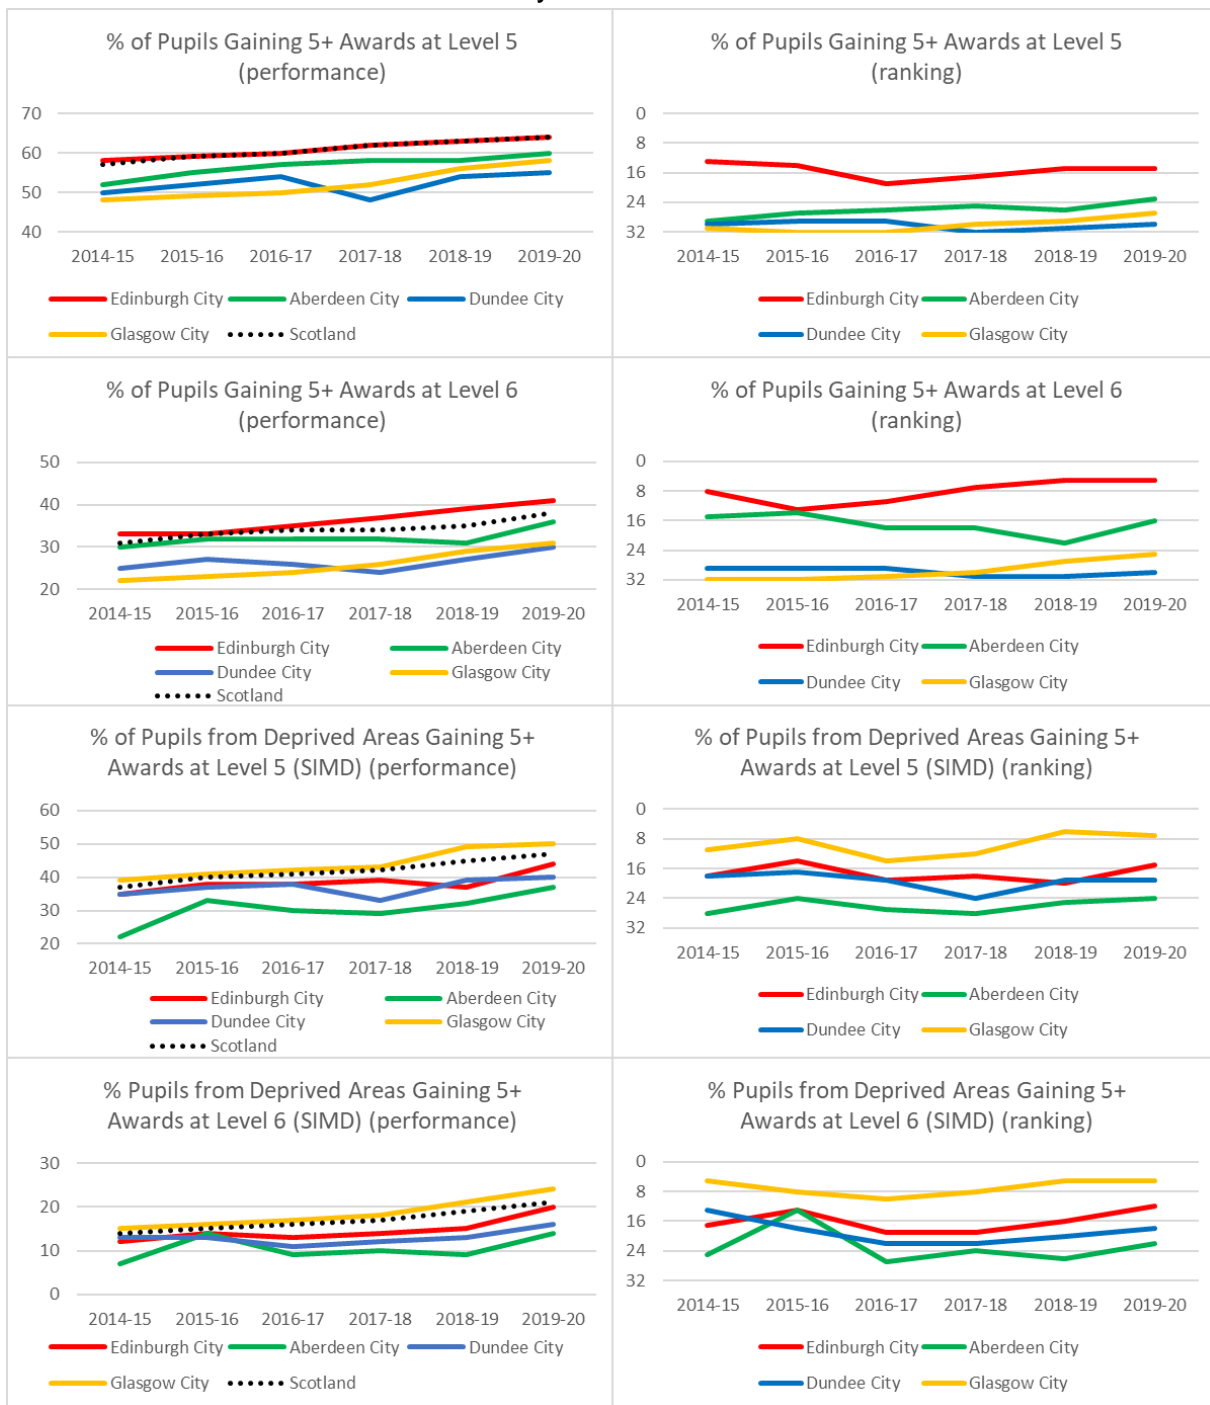 % of Pupils Gaining 5+ Awards at Level 5
(performance)
70
60
50
40
2014-15 2015-16 2016-17 2017-18 2018-19 2019-20
Edinburgh City Aberdeen City Dundee City
Glasgow City Scotland
% of Pupils Gaining 5+ Awards at Level 5
(ranking)
0
8
16
24
32
2014-15 2015-16 2016-17 2017-18 2018-19 2019-20
Edinburgh City Aberdeen City
Dundee City Glasgow City
% of Pupils Gaining 5+ Awards at Level 6
(performance)
50
40
30
20
2014-15 2015-16 2016-17 2017-18 2018-19 2019-20
Edinburgh City Aberdeen City
Dundee City Glasgow City
Scotland
% of Pupils Gaining 5+ Awards at Level 6
(ranking)
0
8
16
24
32
2014-15 2015-16 2016-17 2017-18 2018-19 2019-20
Edinburgh City Aberdeen City
Dundee City Glasgow City
% of Pupils from Deprived Areas Gaining 5+
Awards at Level 5 (SIMD) (performance)
60
50
40
30
20
2014-15 2015-16 2016-17 2017-18 2018-19 2019-20
Edinburgh City Aberdeen City
Dundee City Glasgow City
Scotland
% of Pupils from Deprived Areas Gaining 5+
Awards at Level 5 (SIMD) (ranking)
0
8
16
24
32
2014-15 2015-16 2016-17 2017-18 2018-19 2019-20
Edinburgh City Aberdeen City
Dundee City Glasgow City
% Pupils from Deprived Areas Gaining 5+
Awards at Level 6 (SIMD) (performance)
30
20
10
0
2014-15 2015-16 2016-17 2017-18 2018-19 2019-20
Edinburgh City Aberdeen City Dundee City
Glasgow City Scotland
% Pupils from Deprived Areas Gaining 5+
Awards at Level 6 (SIMD) (ranking)
0
8
16
24
32
2014-15 2015-16 2016-17 2017-18 2018-19 2019-20
Edinburgh City Aberdeen City
Dundee City Glasgow City